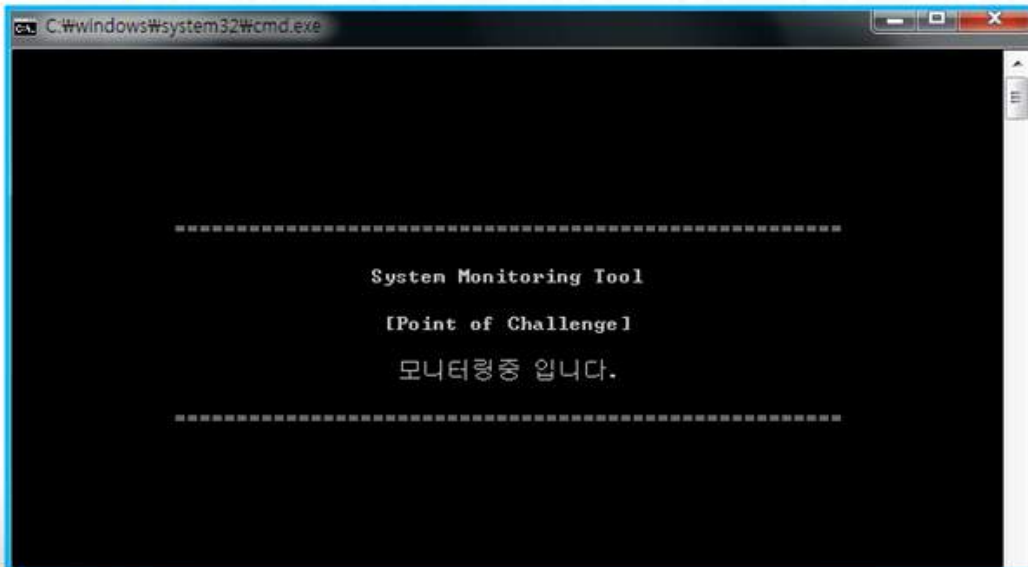 C:₩windows₩system32₩cmd.exe
System Monitoring Tool
[Point of Challenge]
모니터링중 입니다.